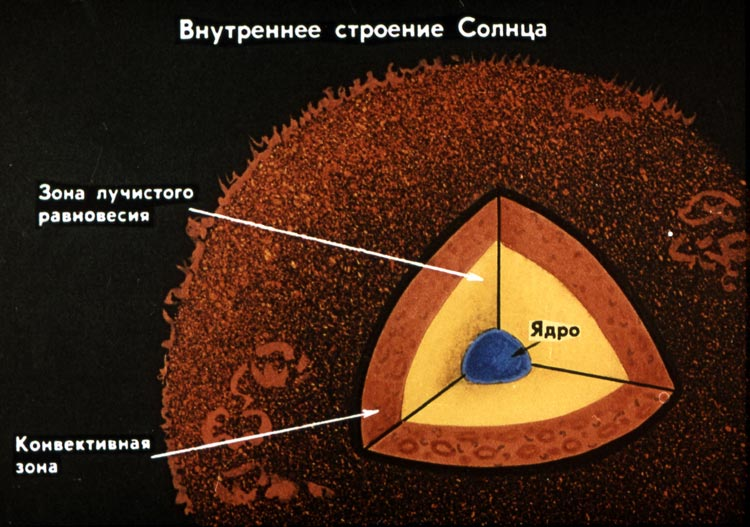 Внутреннее строение Солнца
Зона лучистого
равновесия
Ядро
Конвективная
зона